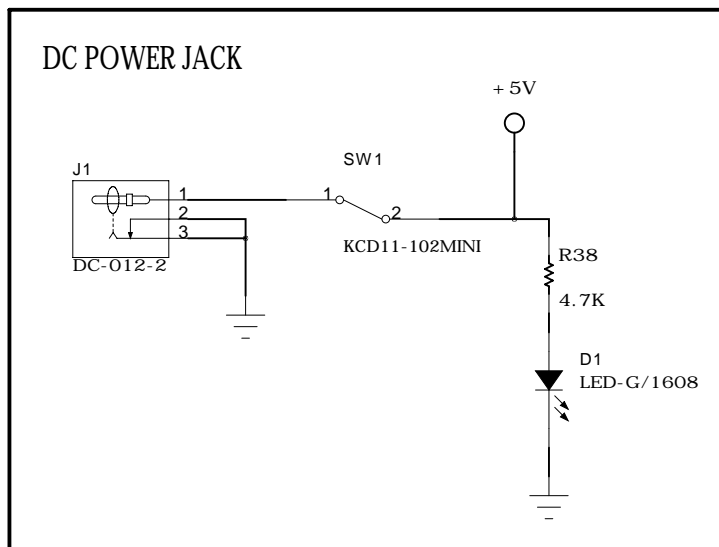 DC POWER JACK
+5V
J1
SW1
1
2
3
1
2
DC-012-2
KCD11-102MINI
R38
4.7K
D1
LED-G/1608